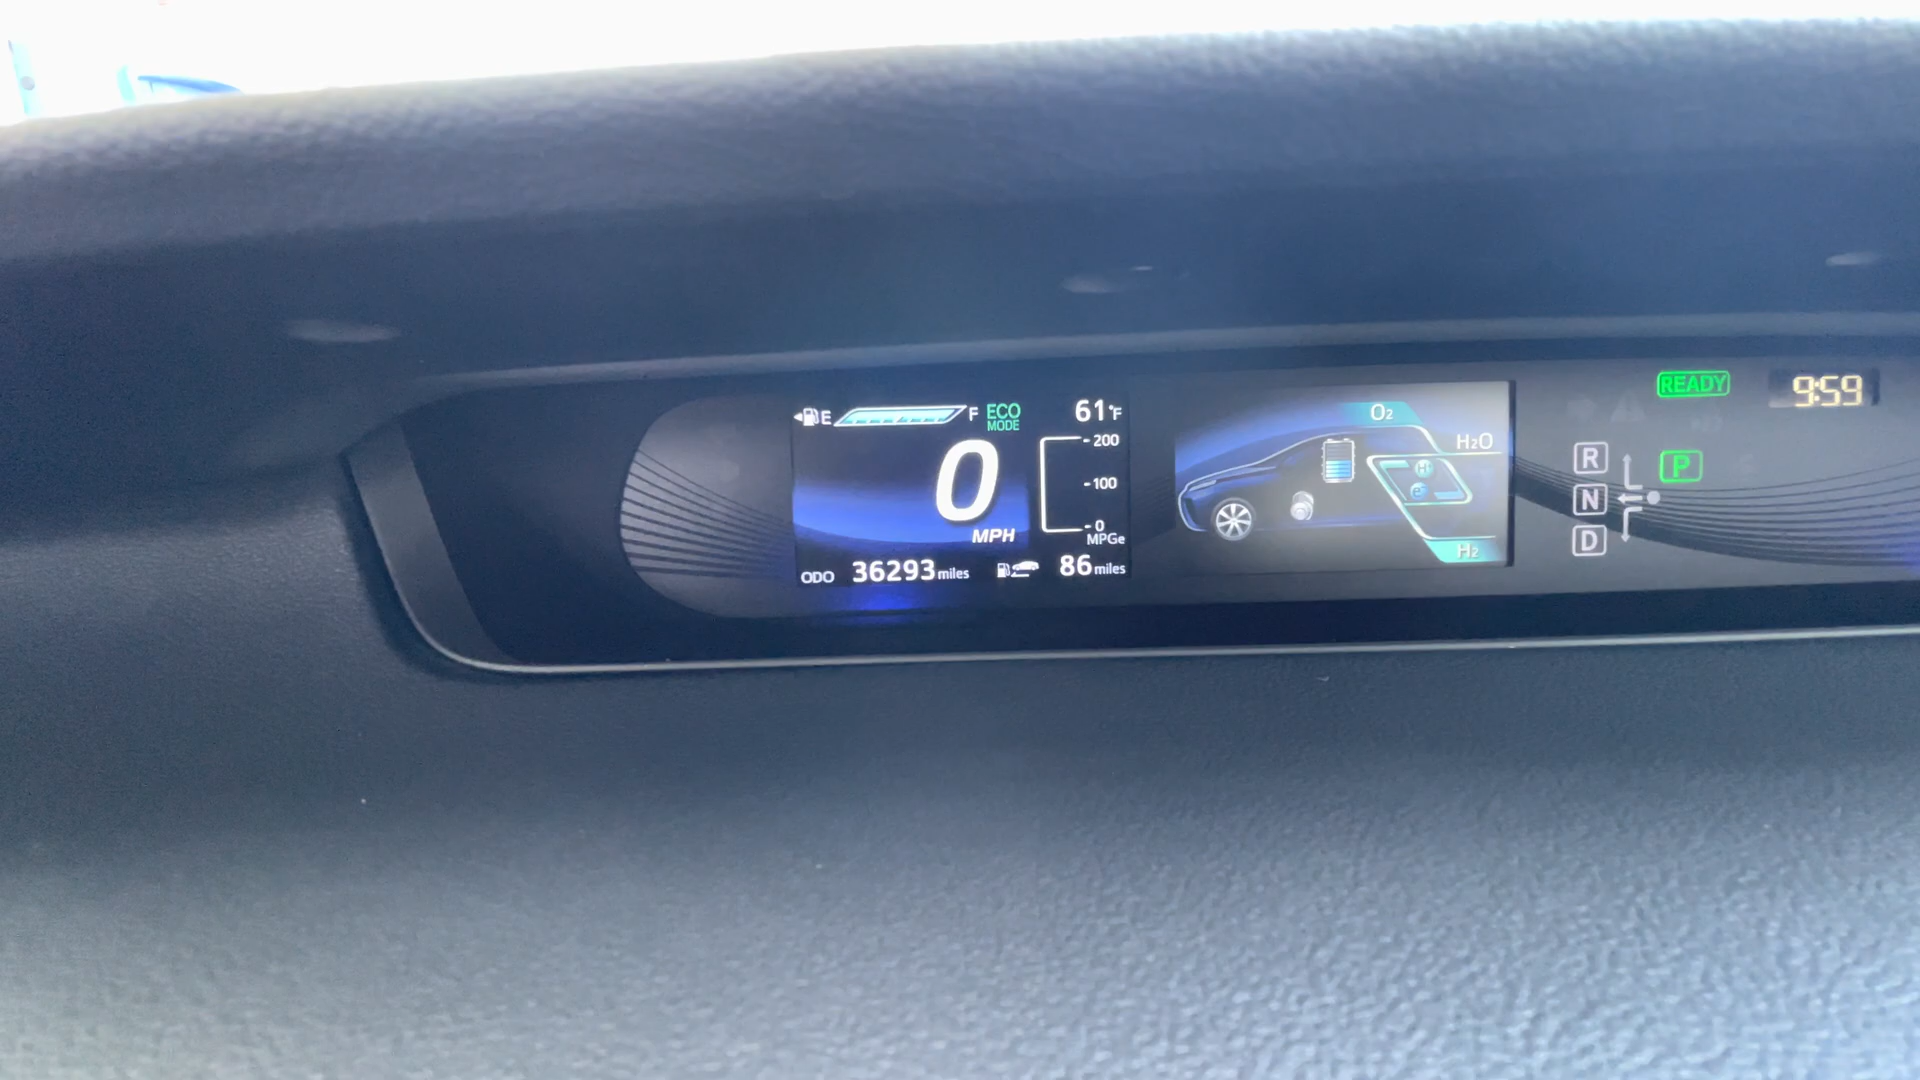 E F ECO MODE 61°F
200
100
0
MPGe
0
MPH
ODO 36293 miles 86 miles
O₂
H₂O
H+
e-
H₂
READY 9:59
R P
N
D